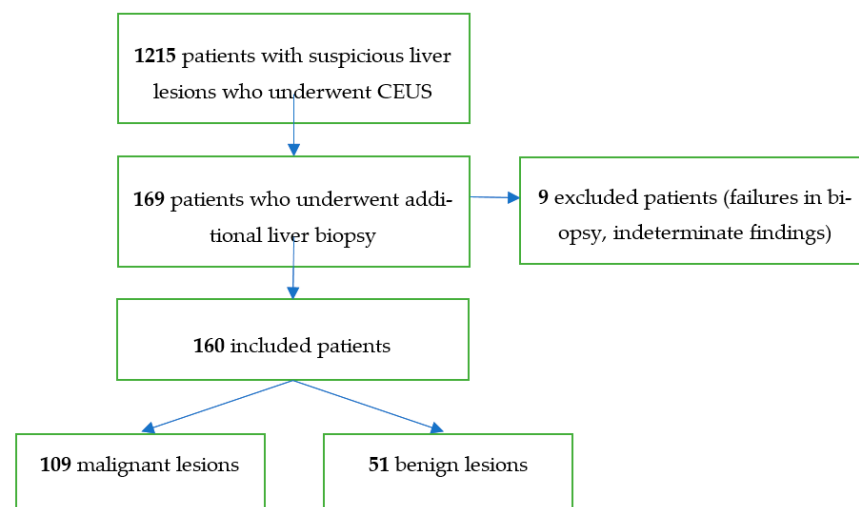 1215 patients with suspicious liver
lesions who underwent CEUS
169 patients who underwent addi-
tional liver biopsy
9 excluded patients (failures in bi-
opsy, indeterminate findings)
160 included patients
109 malignant lesions
51 benign lesions